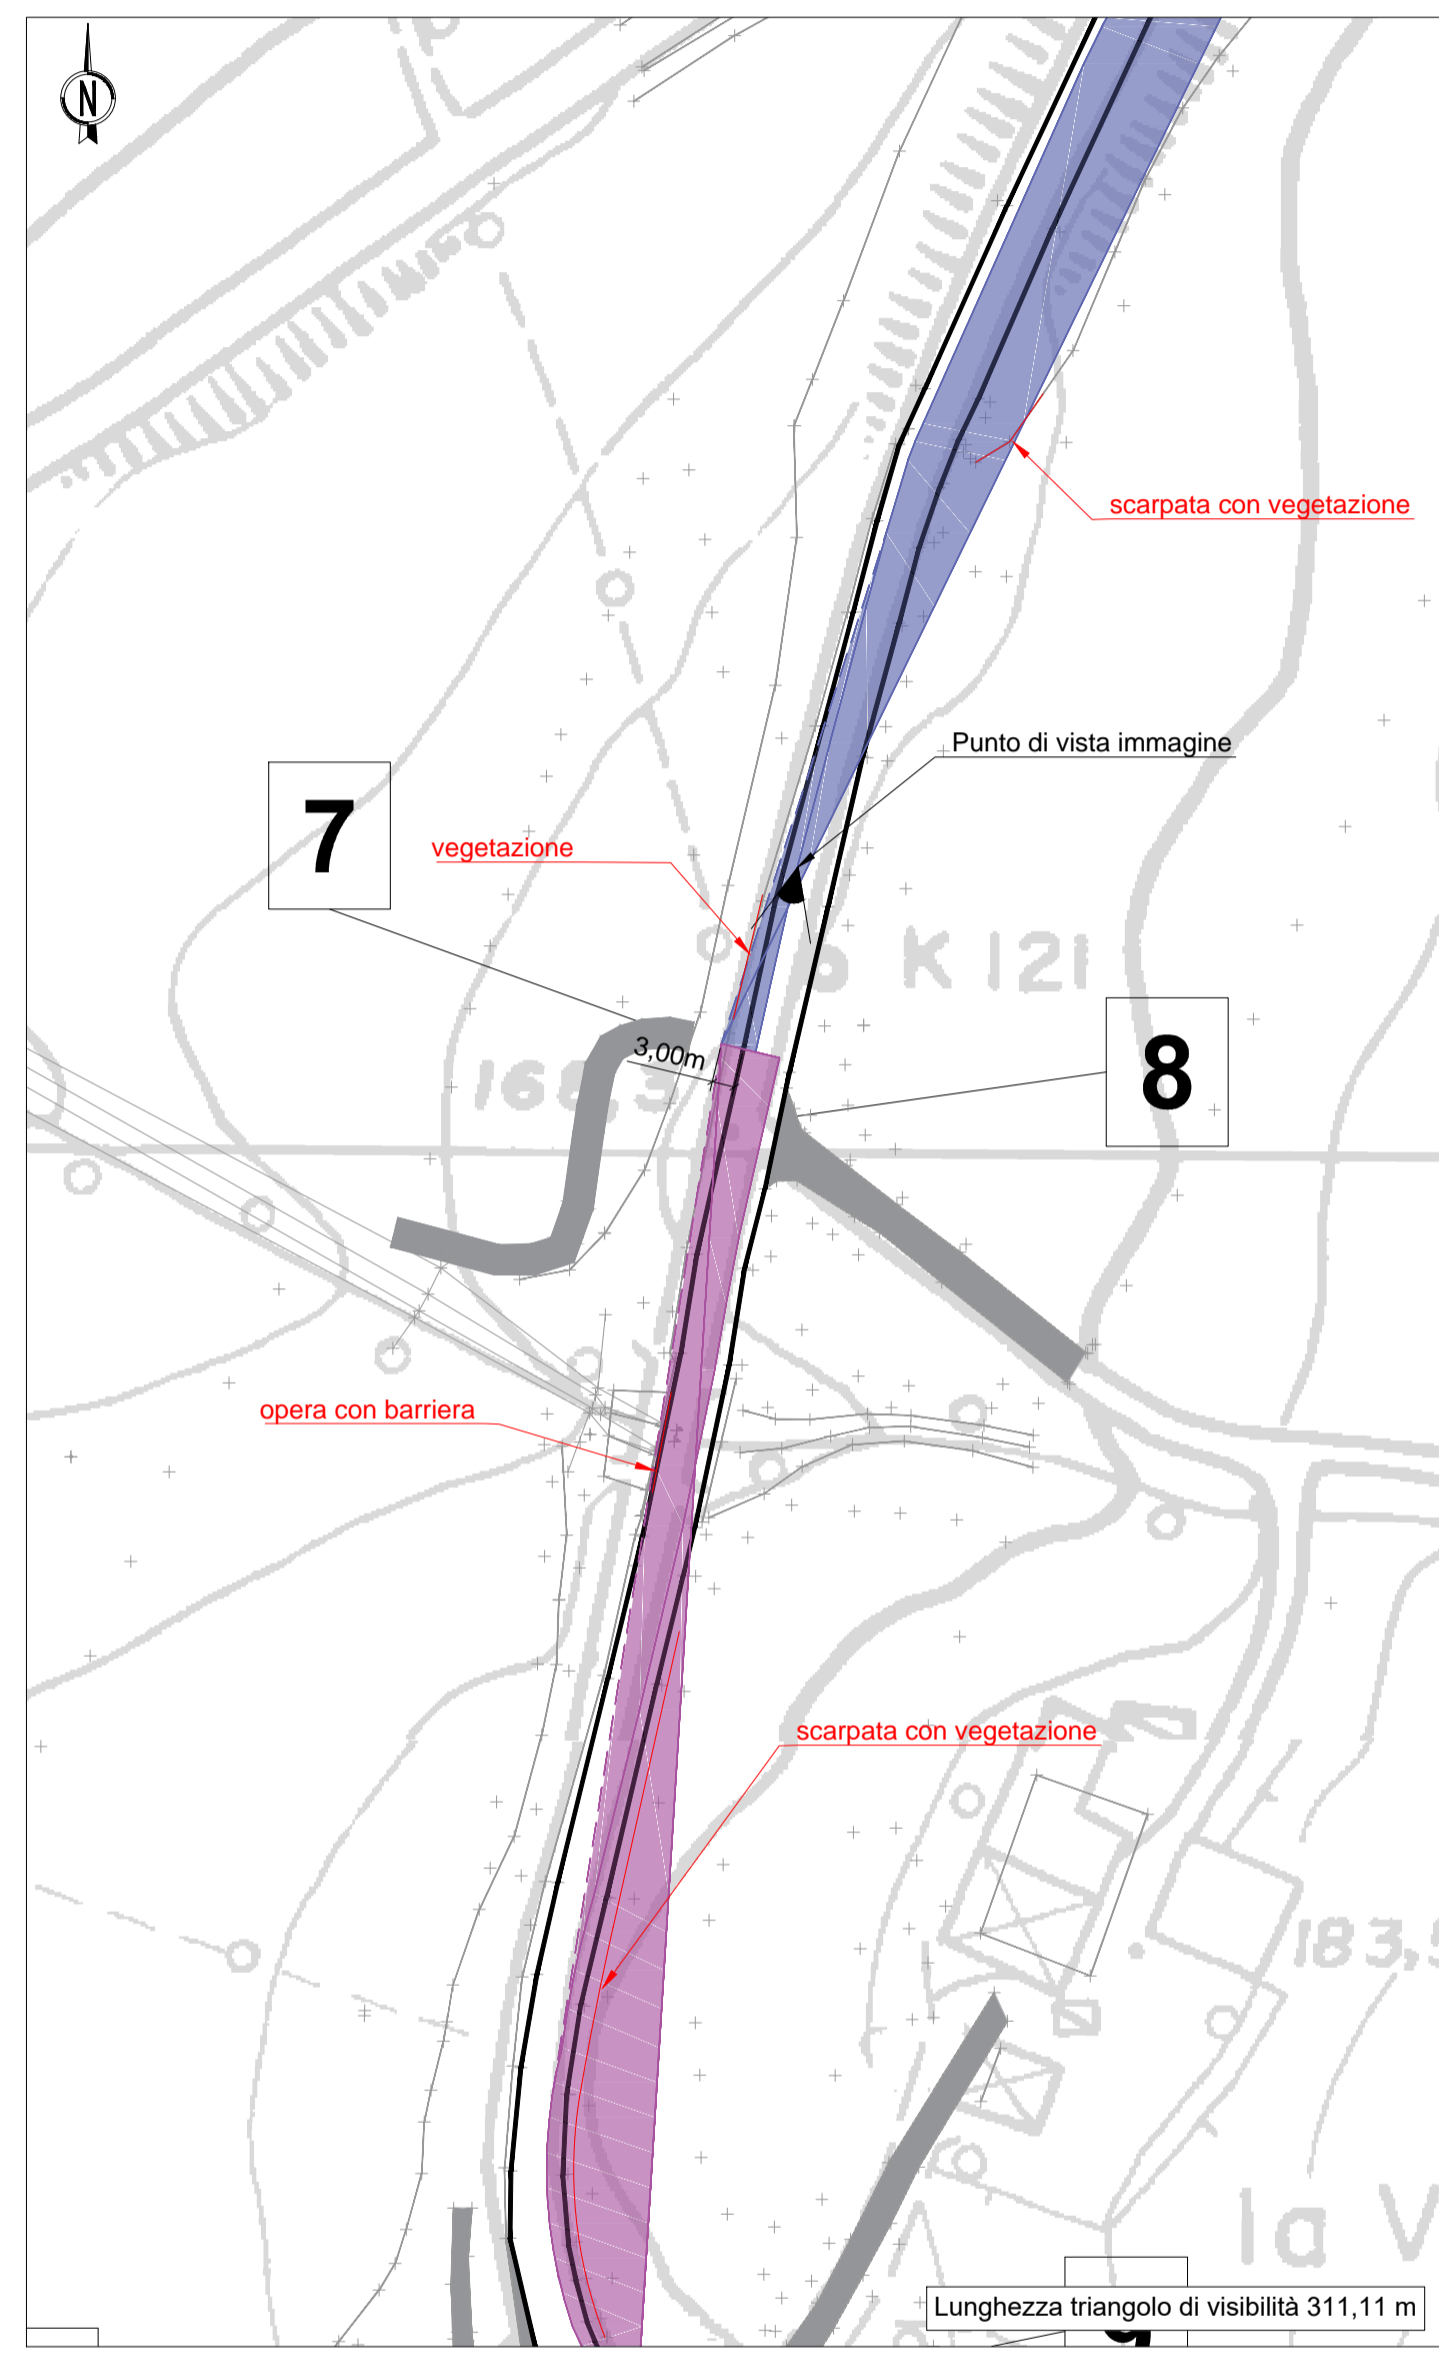 N
scarpata con vegetazione
Punto di vista immagine
7
vegetazione
K 121
8
3,00m
opera con barriera
scarpata con vegetazione
183,5
la V
Lunghezza triangolo di visibilità 311,11 m